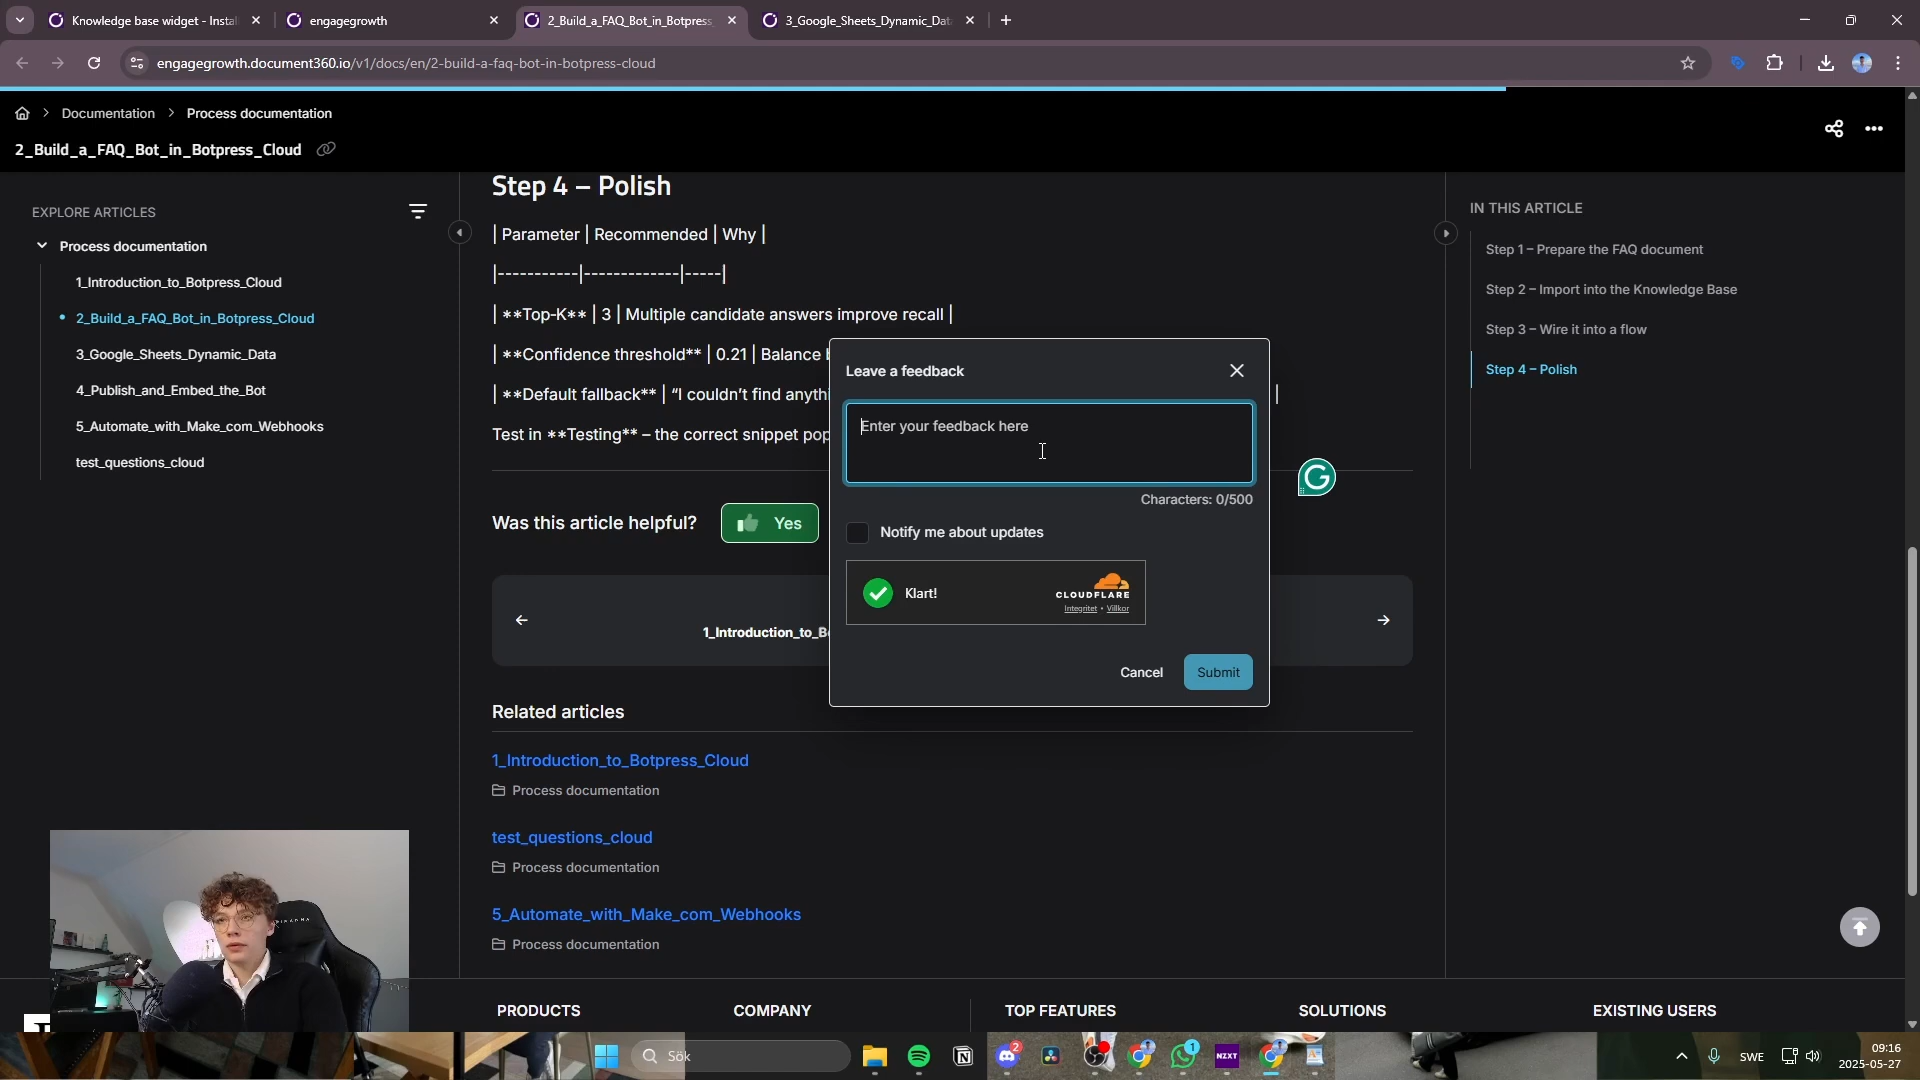 Knowledge base widget - Instal
engagegrowth
2_Build_a_FAQ_Bot_in_Botpress_
3_Google_Sheets_Dynamic_Dat
engagegrowth.document360.io/v1/docs/en/2-build-a-faq-bot-in-botpress-cloud
Documentation > Process documentation
2_Build_a_FAQ_Bot_in_Botpress_Cloud
EXPLORE ARTICLES
Process documentation
1_Introduction_to_Botpress_Cloud
2_Build_a_FAQ_Bot_in_Botpress_Cloud
3_Google_Sheets_Dynamic_Data
4_Publish_and_Embed_the_Bot
5_Automate_with_Make_com_Webhooks
test_questions_cloud
Step 4 – Polish
| Parameter | Recommended | Why |
|-----------|-------------|-----|
| **Top‑K** | 3 | Multiple candidate answers improve recall |
| **Confidence threshold** | 0.21 | Balance
| **Default fallback** | “I couldn’t find anythi
|
Test in **Testing** – the correct snippet pop
Was this article helpful?
Yes
1_Introduction_to_B
Related articles
1_Introduction_to_Botpress_Cloud
Process documentation
test_questions_cloud
Process documentation
5_Automate_with_Make_com_Webhooks
Process documentation
Leave a feedback
Enter your feedback here
Characters: 0/500
Notify me about updates
Klart!
CLOUDFLARE
Integritet • Villkor
Cancel
Submit
IN THIS ARTICLE
Step 1 – Prepare the FAQ document
Step 2 – Import into the Knowledge Base
Step 3 – Wire it into a flow
Step 4 – Polish
PRODUCTS
COMPANY
TOP FEATURES
SOLUTIONS
EXISTING USERS
Sök
2
1
NZXT
SWE
09:16
2025-05-27